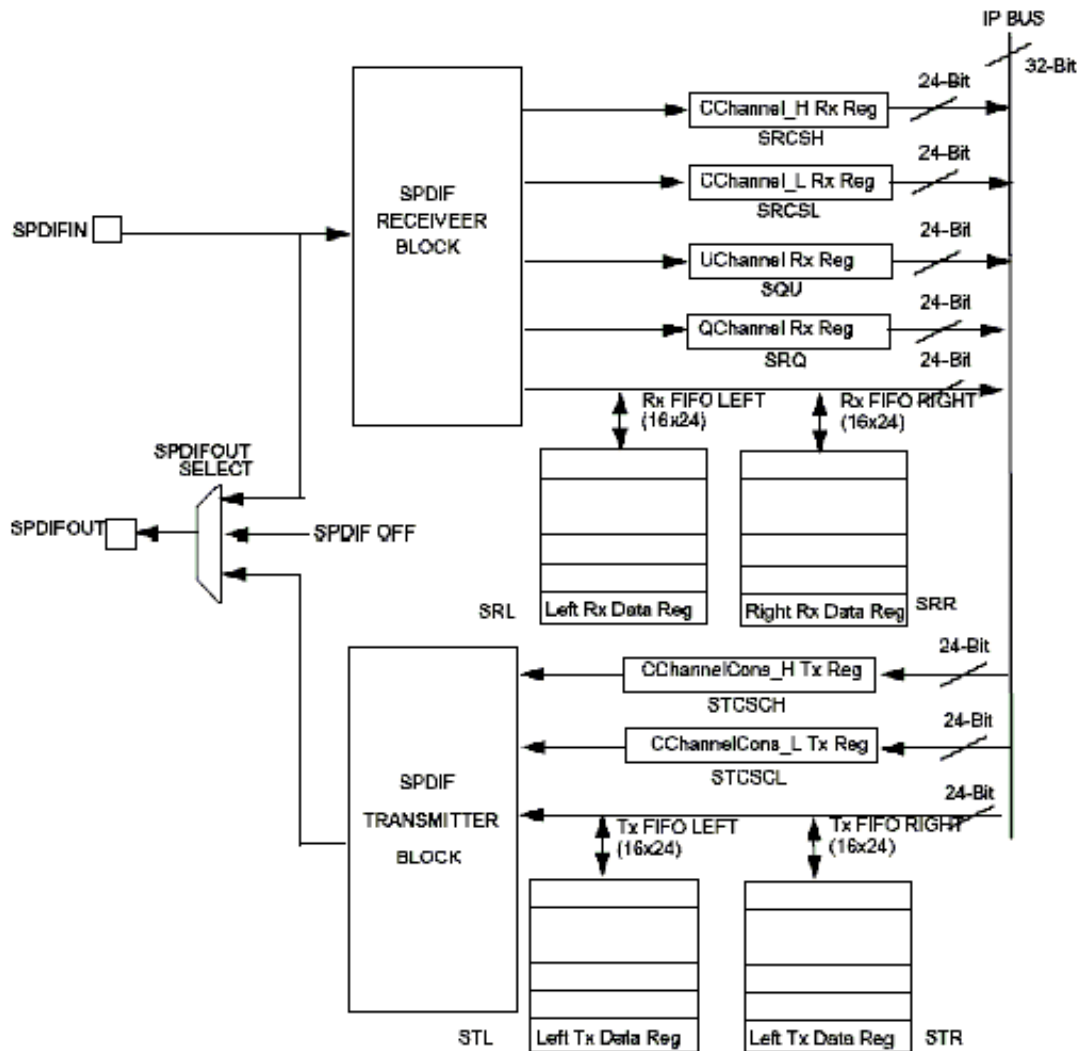 IP BUS
32-Bit
24-Bit
CChannel_H Rx Reg
SRCSH
24-Bit
CChannel_L Rx Reg
SRCSL
SPDIF
RECEIVEER
BLOCK
SPDIFIN
24-Bit
UChannel Rx Reg
SQU
24-Bit
QChannel Rx Reg
SRQ
24-Bit
Rx FIFO LEFT
(16x24)
Rx FIFO RIGHT
(16x24)
SPDIFOUT
SELECT
SPDIFOUT
SPDIF OFF
SRL
Left Rx Data Reg
Right Rx Data Reg
SRR
24-Bit
CChannelCons_H Tx Reg
STCSCH
24-Bit
CChannelCons_L Tx Reg
STCSCL
SPDIF
TRANSMITTER
BLOCK
24-Bit
Tx FIFO LEFT
(16x24)
Tx FIFO RIGHT
(16x24)
STL
Left Tx Data Reg
Left Tx Data Reg
STR